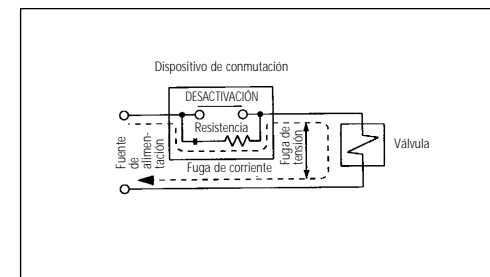 Dispositivo de conmutación
DESACTIVACIÓN
Resistencia
Fuente
de
alimen-
tación
Fuga de
tensión
Válvula
Fuga de corriente